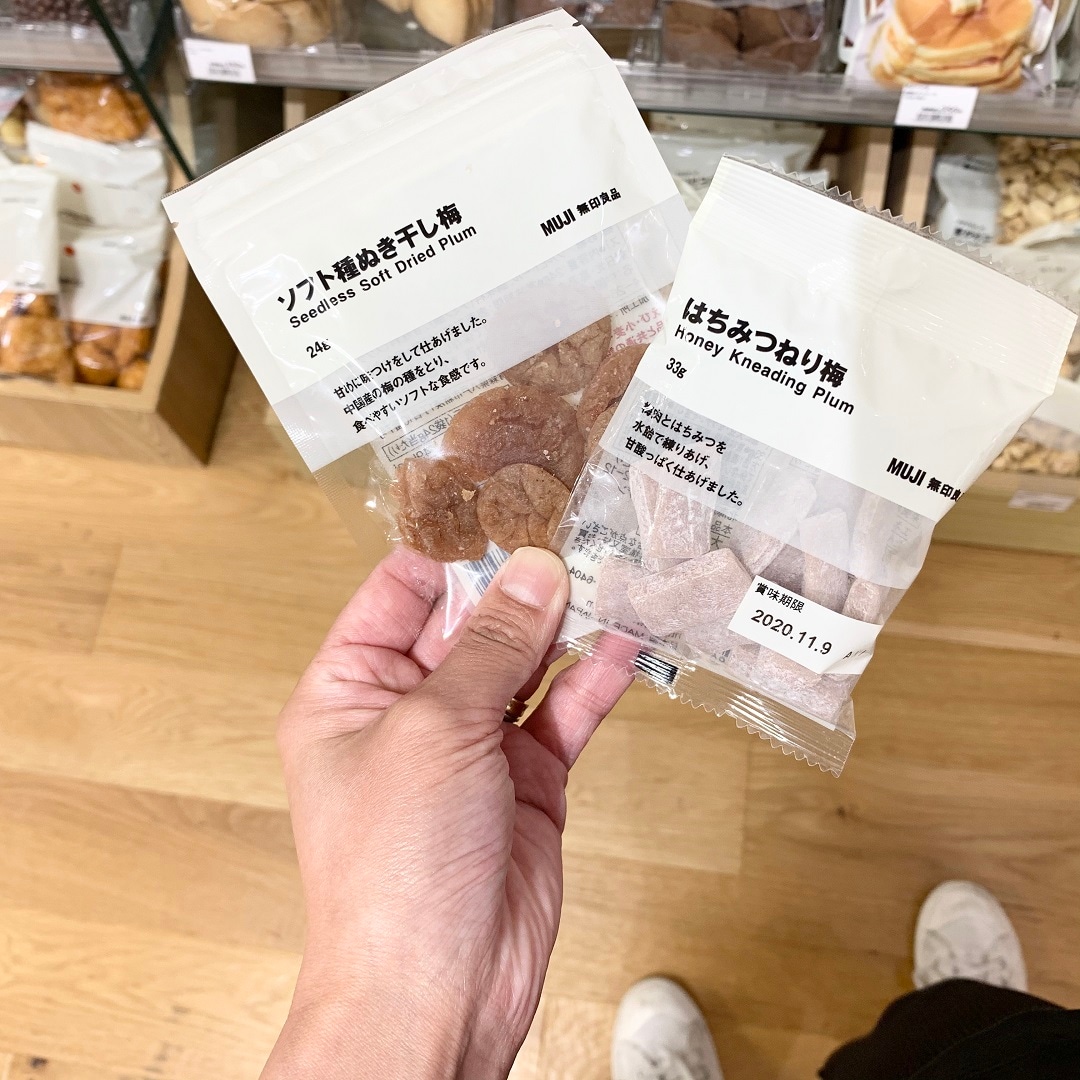 ソフト種ぬき干し梅
Seedless Soft Dried Plum
MUJI 無印良品
24g
甘めに味つけをして仕あげました。
中国産の梅の種をとり、
食べやすいソフトな食感です。
はちみつねり梅
Honey Kneading Plum
33g
梅肉とはちみつを
水飴で練りあげ、
甘酸っぱく仕あげました。
MUJI 無印良品
賞味期限
2020.11.9